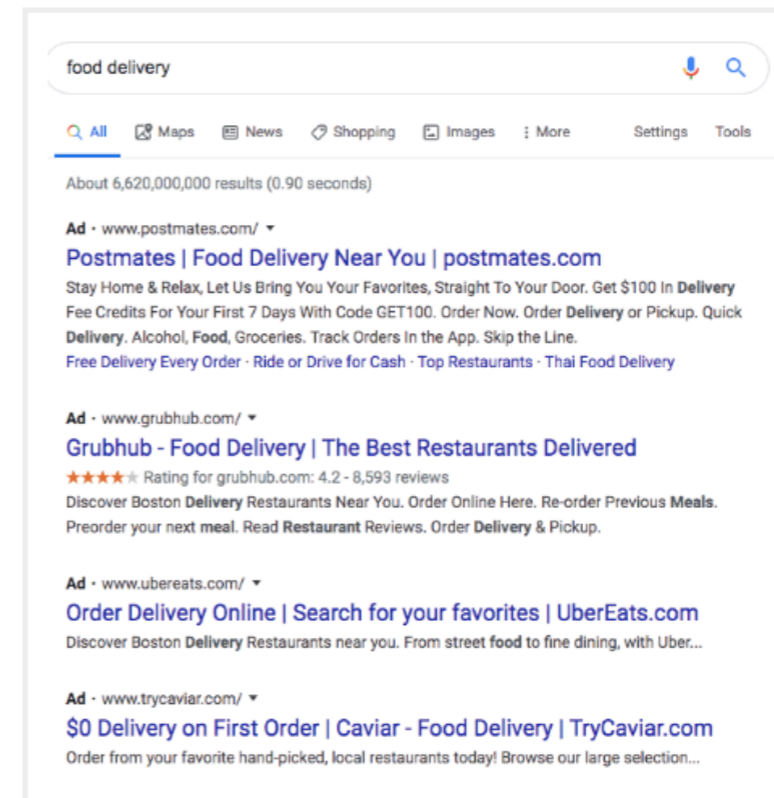 food delivery
All Maps News Shopping Images More Settings Tools
About 6,620,000,000 results (0.90 seconds)
Ad · www.postmates.com/
Postmates | Food Delivery Near You | postmates.com
Stay Home & Relax, Let Us Bring You Your Favorites, Straight To Your Door. Get $100 In Delivery
Fee Credits For Your First 7 Days With Code GET100. Order Now. Order Delivery or Pickup. Quick
Delivery. Alcohol, Food, Groceries. Track Orders In the App. Skip the Line.
Free Delivery Every Order · Ride or Drive for Cash · Top Restaurants · Thai Food Delivery
Ad · www.grubhub.com/
Grubhub - Food Delivery | The Best Restaurants Delivered
Rating for grubhub.com: 4.2 - 8,593 reviews
Discover Boston Delivery Restaurants Near You. Order Online Here. Re-order Previous Meals.
Preorder your next meal. Read Restaurant Reviews. Order Delivery & Pickup.
Ad · www.ubereats.com/
Order Delivery Online | Search for your favorites | UberEats.com
Discover Boston Delivery Restaurants near you. From street food to fine dining, with Uber...
Ad · www.trycaviar.com/
$0 Delivery on First Order | Caviar - Food Delivery | TryCaviar.com
Order from your favorite hand-picked, local restaurants today! Browse our large selection...